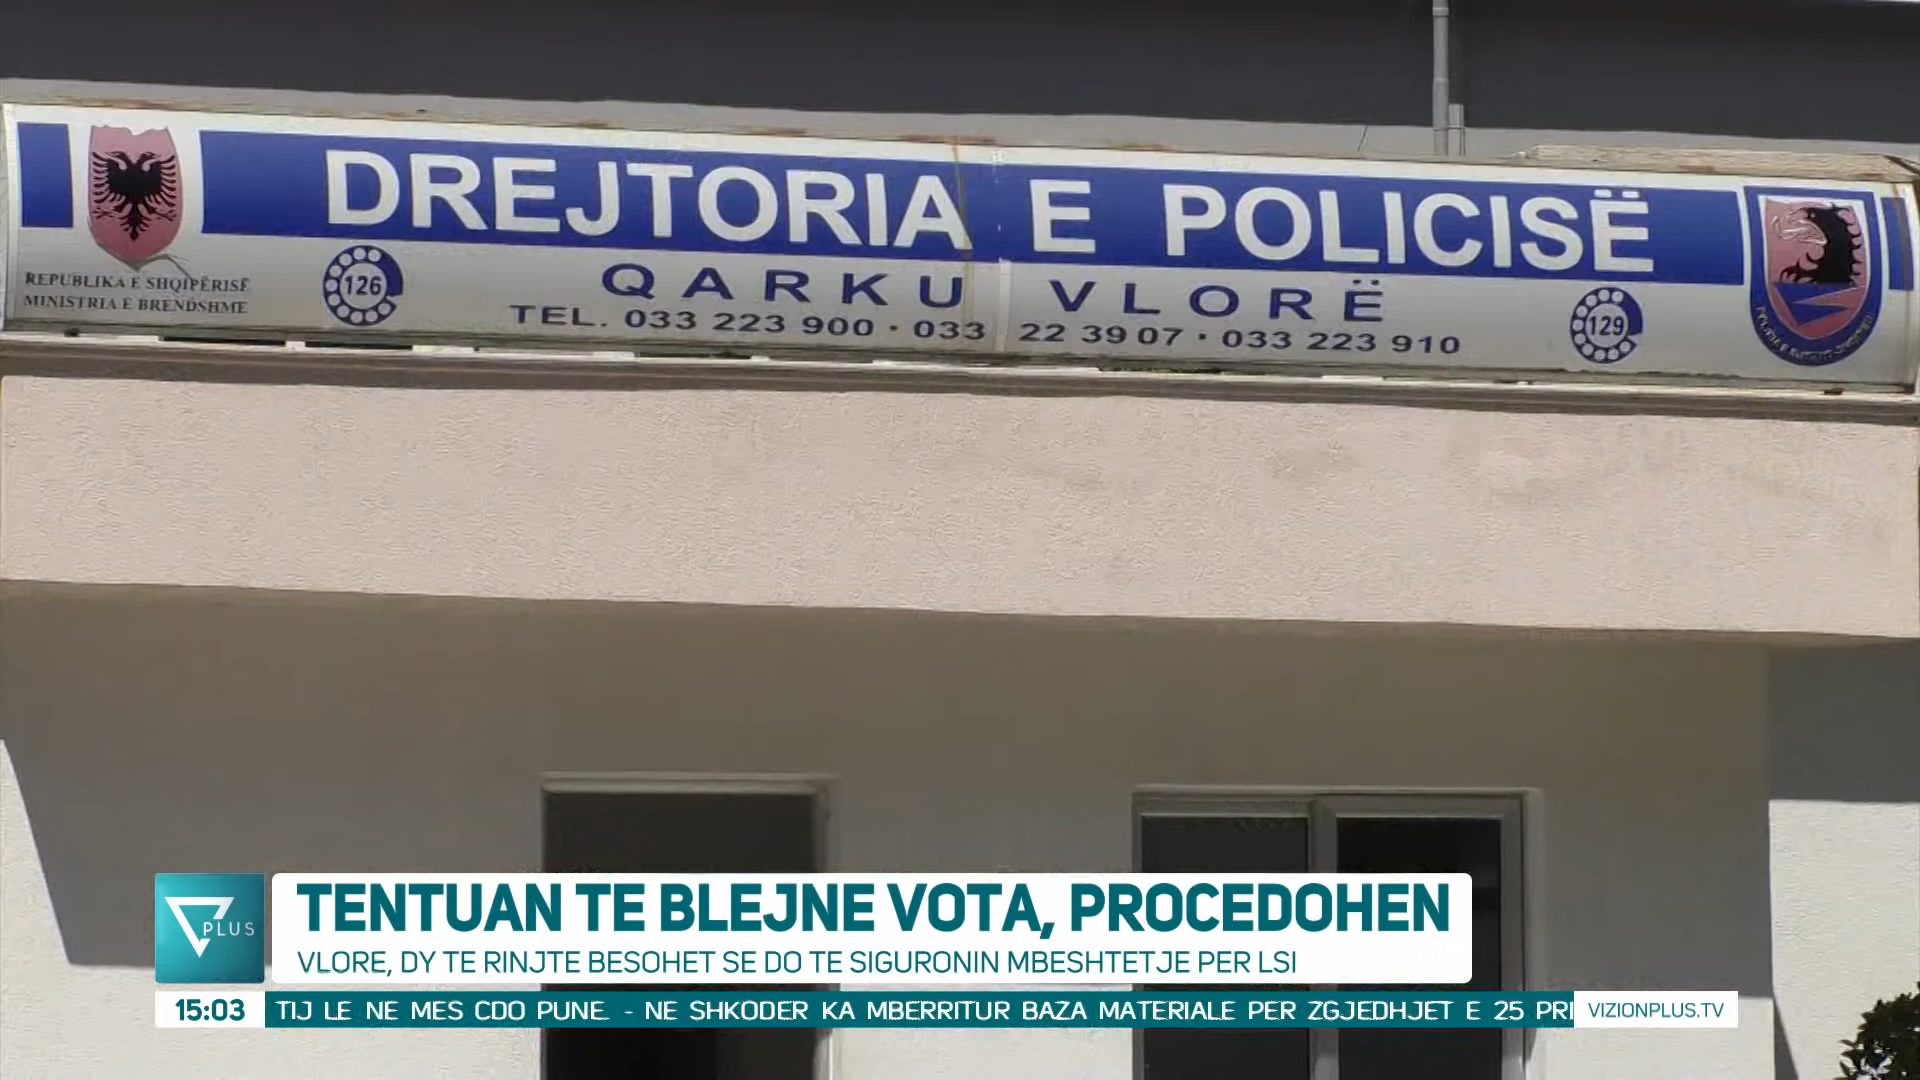 DREJTORIA E POLICISË
REPUBLIKA E SHQIPËRISË
MINISTRIA E BRENDSHME
126
QARKU VLORË
TEL. 033 223 900 · 033 22 39 07 · 033 223 910
129
PLUS
TENTUAN TE BLEJNE VOTA, PROCEDOHEN
VLORE, DY TE RINJTE BESOHET SE DO TE SIGURONIN MBESHTETJE PER LSI
15:03
TIJ LE NE MES CDO PUNE. - NE SHKODER KA MBERRITUR BAZA MATERIALE PER ZGJEDHJET E 25 PRI
VIZIONPLUS.TV